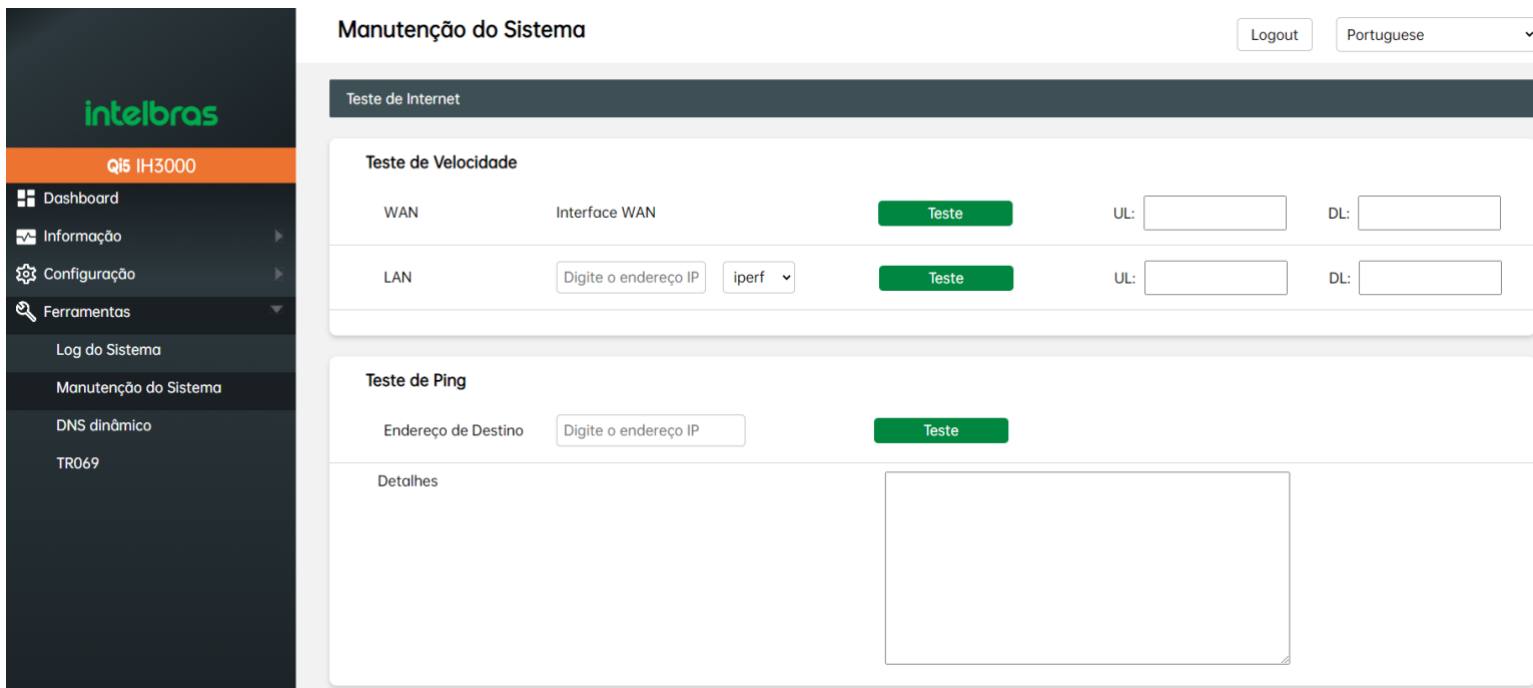 Manutenção do Sistema
Logout
Portuguese
intelbras
Qi5 IH3000
Dashboard
Informação
Configuração
Ferramentas
Log do Sistema
Manutenção do Sistema
DNS dinâmico
TR069
Teste de Internet
Teste de Velocidade
WAN Interface WAN Teste UL: DL:
LAN Digite o endereço IP iperf Teste UL: DL:
Teste de Ping
Endereço de Destino Digite o endereço IP Teste
Detalhes